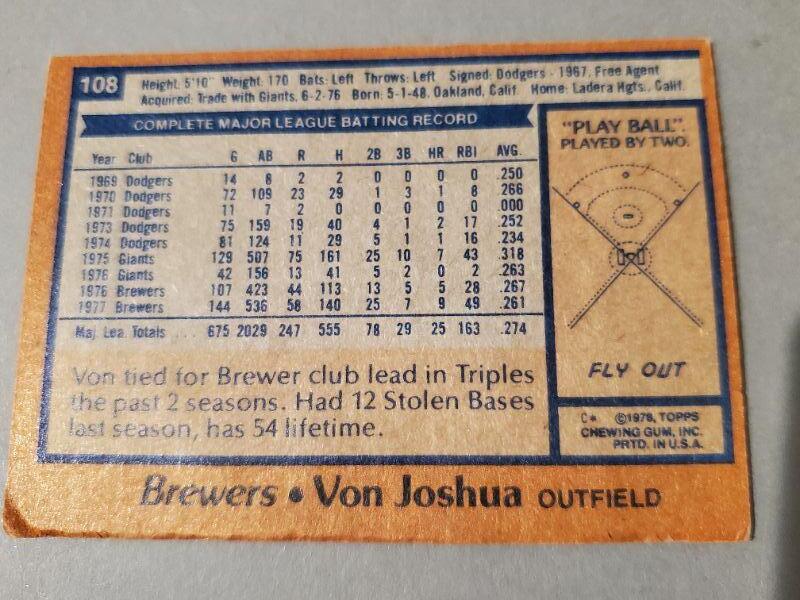 108
Height: 5'10" Weight: 170 Bats: Left Throws: Left Signed: Dodgers - 1967, Free Agent
Acquired: Trade with Giants, 6-2-76 Born: 5-1-48, Oakland, Calif. Home: Ladera Hgts., Calif.
COMPLETE MAJOR LEAGUE BATTING RECORD
Year Club G AB R H 2B 3B HR RBI AVG.
1969 Dodgers 14 8 2 2 0 0 0 0 .250
1970 Dodgers 72 109 23 29 1 3 1 8 .266
1971 Dodgers 11 7 2 0 0 0 0 0 .000
1973 Dodgers 75 159 19 40 4 1 2 17 .252
1974 Dodgers 81 124 11 29 5 1 1 16 .234
1975 Giants 129 507 75 161 25 10 7 43 .318
1976 Giants 42 156 13 41 5 2 0 2 .263
1976 Brewers 107 423 44 113 13 5 5 28 .267
1977 Brewers 144 536 58 140 25 7 9 49 .261
Maj. Lea. Totals ... 675 2029 247 555 78 29 25 163 .274
Von tied for Brewer club lead in Triples
the past 2 seasons. Had 12 Stolen Bases
last season, has 54 lifetime.
"PLAY BALL".
PLAYED BY TWO.
FLY OUT
C* ©1978, TOPPS
CHEWING GUM, INC.
PRTD. IN U.S.A.
Brewers • Von Joshua OUTFIELD